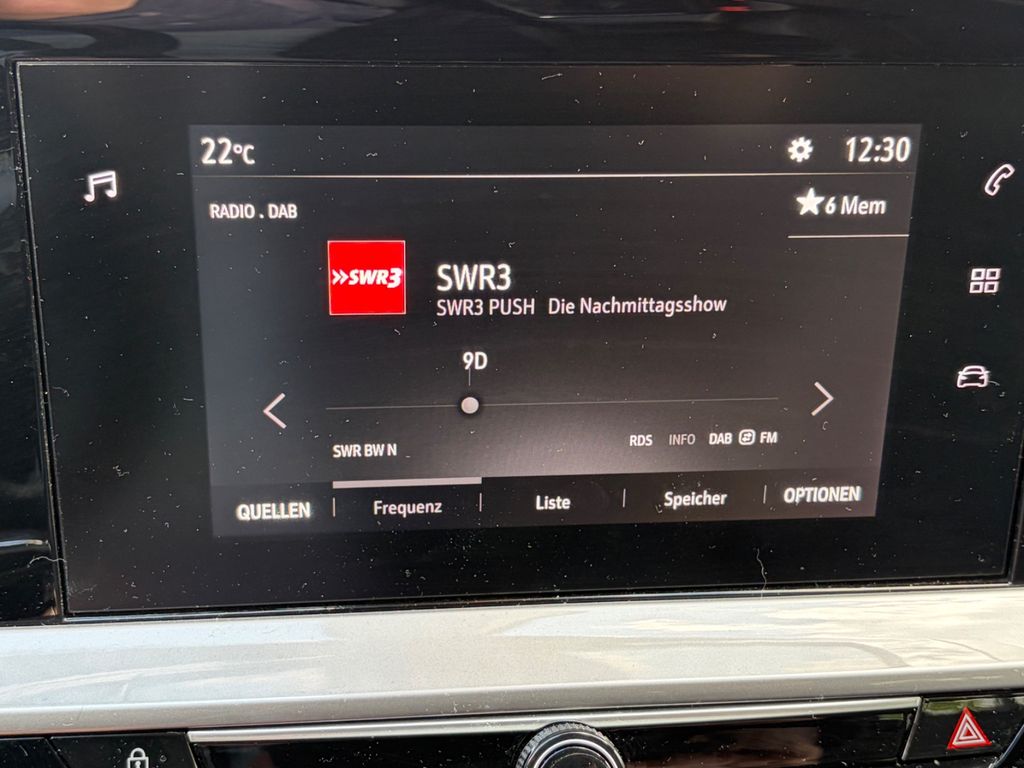 22°C
12:30
RADIO . DAB
★6 Mem
»SWR3
SWR3
SWR3 PUSH Die Nachmittagsshow
9D
SWR BW N
RDS INFO DAB FM
QUELLEN | Frequenz | Liste | Speicher | OPTIONEN